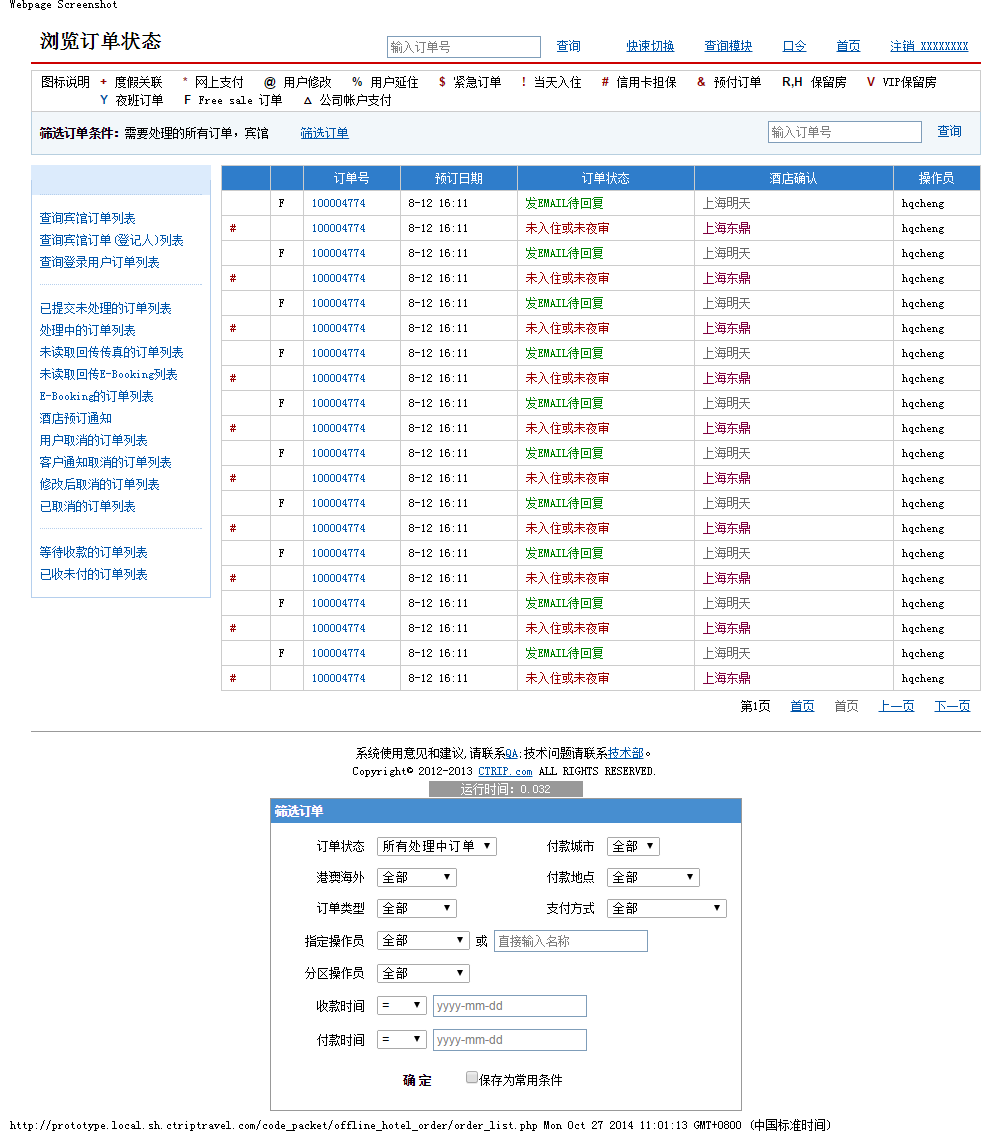 Webpage Screenshot
浏览订单状态
输入订单号 查询 快速切换 查询模块 口令 首页 注销 XXXXXXXX
图标说明 + 度假关联 * 网上支付 @ 用户修改 % 用户延住 $ 紧急订单 ! 当天入住 # 信用卡担保 & 预付订单 R,H 保留房 V VIP保留房
Y 夜班订单 F Free sale 订单 Δ 公司帐户支付
筛选订单条件：需要处理的所有订单，宾馆 筛选订单 输入订单号 查询
查询宾馆订单列表
查询宾馆订单(登记人)列表
查询登录用户订单列表
已提交未处理的订单列表
处理中的订单列表
未读取回传传真的订单列表
未读取回传E-Booking列表
E-Booking的订单列表
酒店预订通知
用户取消的订单列表
客户通知取消的订单列表
修改后取消的订单列表
已取消的订单列表
等待收款的订单列表
已收未付的订单列表
订单号 预订日期 订单状态 酒店确认 操作员
F 100004774 8-12 16:11 发EMAIL待回复 上海明天 hqcheng
# 100004774 8-12 16:11 未入住或未夜审 上海东鼎 hqcheng
F 100004774 8-12 16:11 发EMAIL待回复 上海明天 hqcheng
# 100004774 8-12 16:11 未入住或未夜审 上海东鼎 hqcheng
F 100004774 8-12 16:11 发EMAIL待回复 上海明天 hqcheng
# 100004774 8-12 16:11 未入住或未夜审 上海东鼎 hqcheng
F 100004774 8-12 16:11 发EMAIL待回复 上海明天 hqcheng
# 100004774 8-12 16:11 未入住或未夜审 上海东鼎 hqcheng
F 100004774 8-12 16:11 发EMAIL待回复 上海明天 hqcheng
# 100004774 8-12 16:11 未入住或未夜审 上海东鼎 hqcheng
F 100004774 8-12 16:11 发EMAIL待回复 上海明天 hqcheng
# 100004774 8-12 16:11 未入住或未夜审 上海东鼎 hqcheng
F 100004774 8-12 16:11 发EMAIL待回复 上海明天 hqcheng
# 100004774 8-12 16:11 未入住或未夜审 上海东鼎 hqcheng
F 100004774 8-12 16:11 发EMAIL待回复 上海明天 hqcheng
# 100004774 8-12 16:11 未入住或未夜审 上海东鼎 hqcheng
F 100004774 8-12 16:11 发EMAIL待回复 上海明天 hqcheng
# 100004774 8-12 16:11 未入住或未夜审 上海东鼎 hqcheng
F 100004774 8-12 16:11 发EMAIL待回复 上海明天 hqcheng
# 100004774 8-12 16:11 未入住或未夜审 上海东鼎 hqcheng
第1页 首页 首页 上一页 下一页
系统使用意见和建议,请联系QA;技术问题请联系技术部。
Copyright© 2012-2013 CTRIP.com ALL RIGHTS RESERVED.
运行时间：0.032
筛选订单
订单状态 所有处理中订单 付款城市 全部
港澳海外 全部 付款地点 全部
订单类型 全部 支付方式 全部
指定操作员 全部 或 直接输入名称
分区操作员 全部
收款时间 = yyyy-mm-dd
付款时间 = yyyy-mm-dd
确定 保存为常用条件
http://prototype.local.sh.ctriptravel.com/code_packet/offline_hotel_order/order_list.php Mon Oct 27 2014 11:01:13 GMT+0800 (中国标准时间)